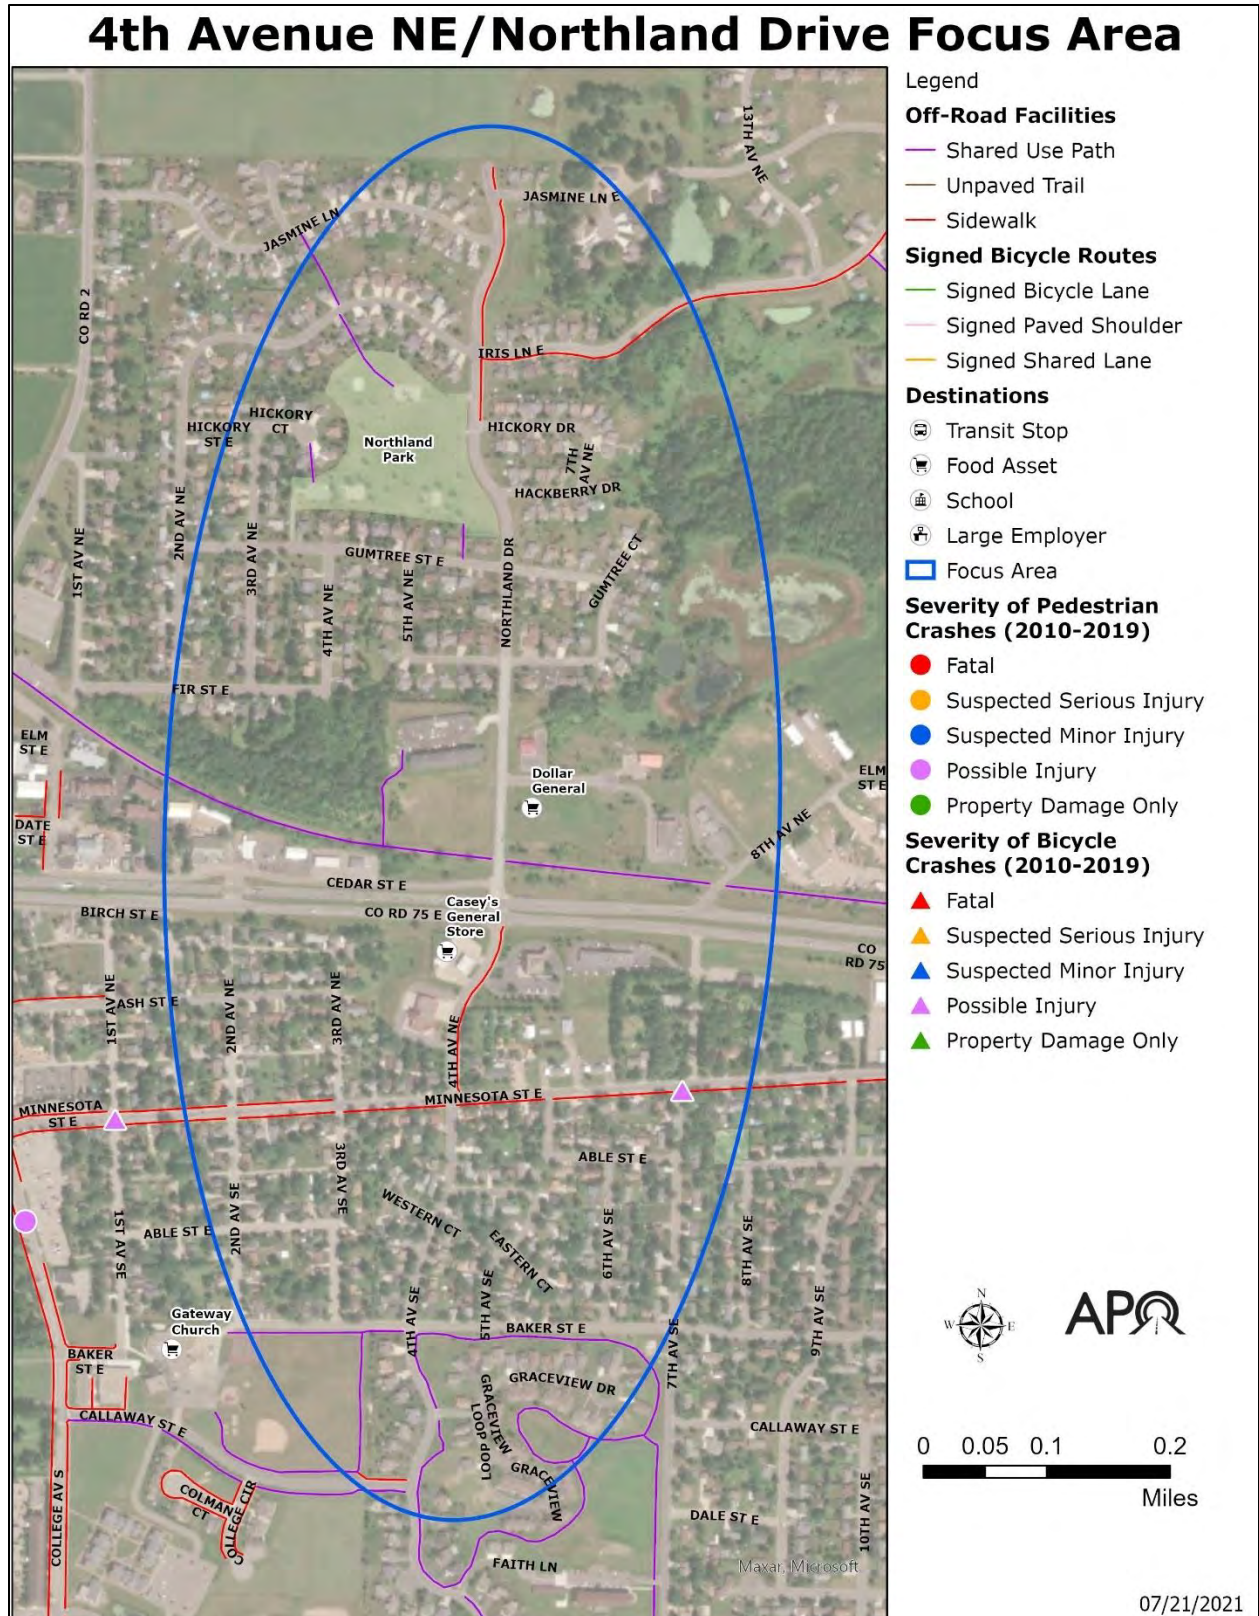 4th Avenue NE/Northland Drive Focus Area
Legend
Off-Road Facilities
Shared Use Path
Unpaved Trail
Sidewalk
Signed Bicycle Routes
Signed Bicycle Lane
Signed Paved Shoulder
Signed Shared Lane
Destinations
Transit Stop
Food Asset
School
Large Employer
Focus Area
Severity of Pedestrian
Crashes (2010-2019)
Fatal
Suspected Serious Injury
Suspected Minor Injury
Possible Injury
Property Damage Only
Severity of Bicycle
Crashes (2010-2019)
Fatal
Suspected Serious Injury
Suspected Minor Injury
Possible Injury
Property Damage Only
N
W
E
S
APO
0
0.05
0.1
0.2
Miles
07/21/2021
13TH AV NE
JASMINE LN E
JASMINE LN
CO RD 2
IRIS LN E
HICKORY
CT
HICKORY
ST E
HICKORY DR
Northland
Park
7TH
AV NE
HACKBERRY DR
2ND AV NE
1ST AV NE
3RD AV NE
GUMTREE ST E
GUMTREE CT
4TH AV NE
5TH AV NE
NORTHLAND DR
FIR ST E
ELM
ST E
Dollar
General
ELM
ST E
DATE
ST E
8TH AV NE
CEDAR ST E
BIRCH ST E
CO RD 75 E
Casey's
General
Store
CO
RD 75
ASH ST E
1ST AV NE
2ND AV NE
3RD AV NE
4TH AV NE
MINNESOTA
ST E
MINNESOTA ST E
ABLE ST E
3RD AV SE
WESTERN CT
EASTERN CT
1ST AV SE
ABLE ST E
2ND AV SE
6TH AV SE
8TH AV SE
Gateway
Church
4TH AV SE
5TH AV SE
BAKER ST E
7TH AV SE
9TH AV SE
BAKER
ST E
GRACEVIEW DR
GRACEVIEW
LOOP
CALLAWAY ST E
CALLAWAY ST E
GRACEVIEW
COLMAN
CT
COLLEGE CIR
COLLEGE AV S
DALE ST E
10TH AV SE
FAITH LN
Maxar, Microsoft